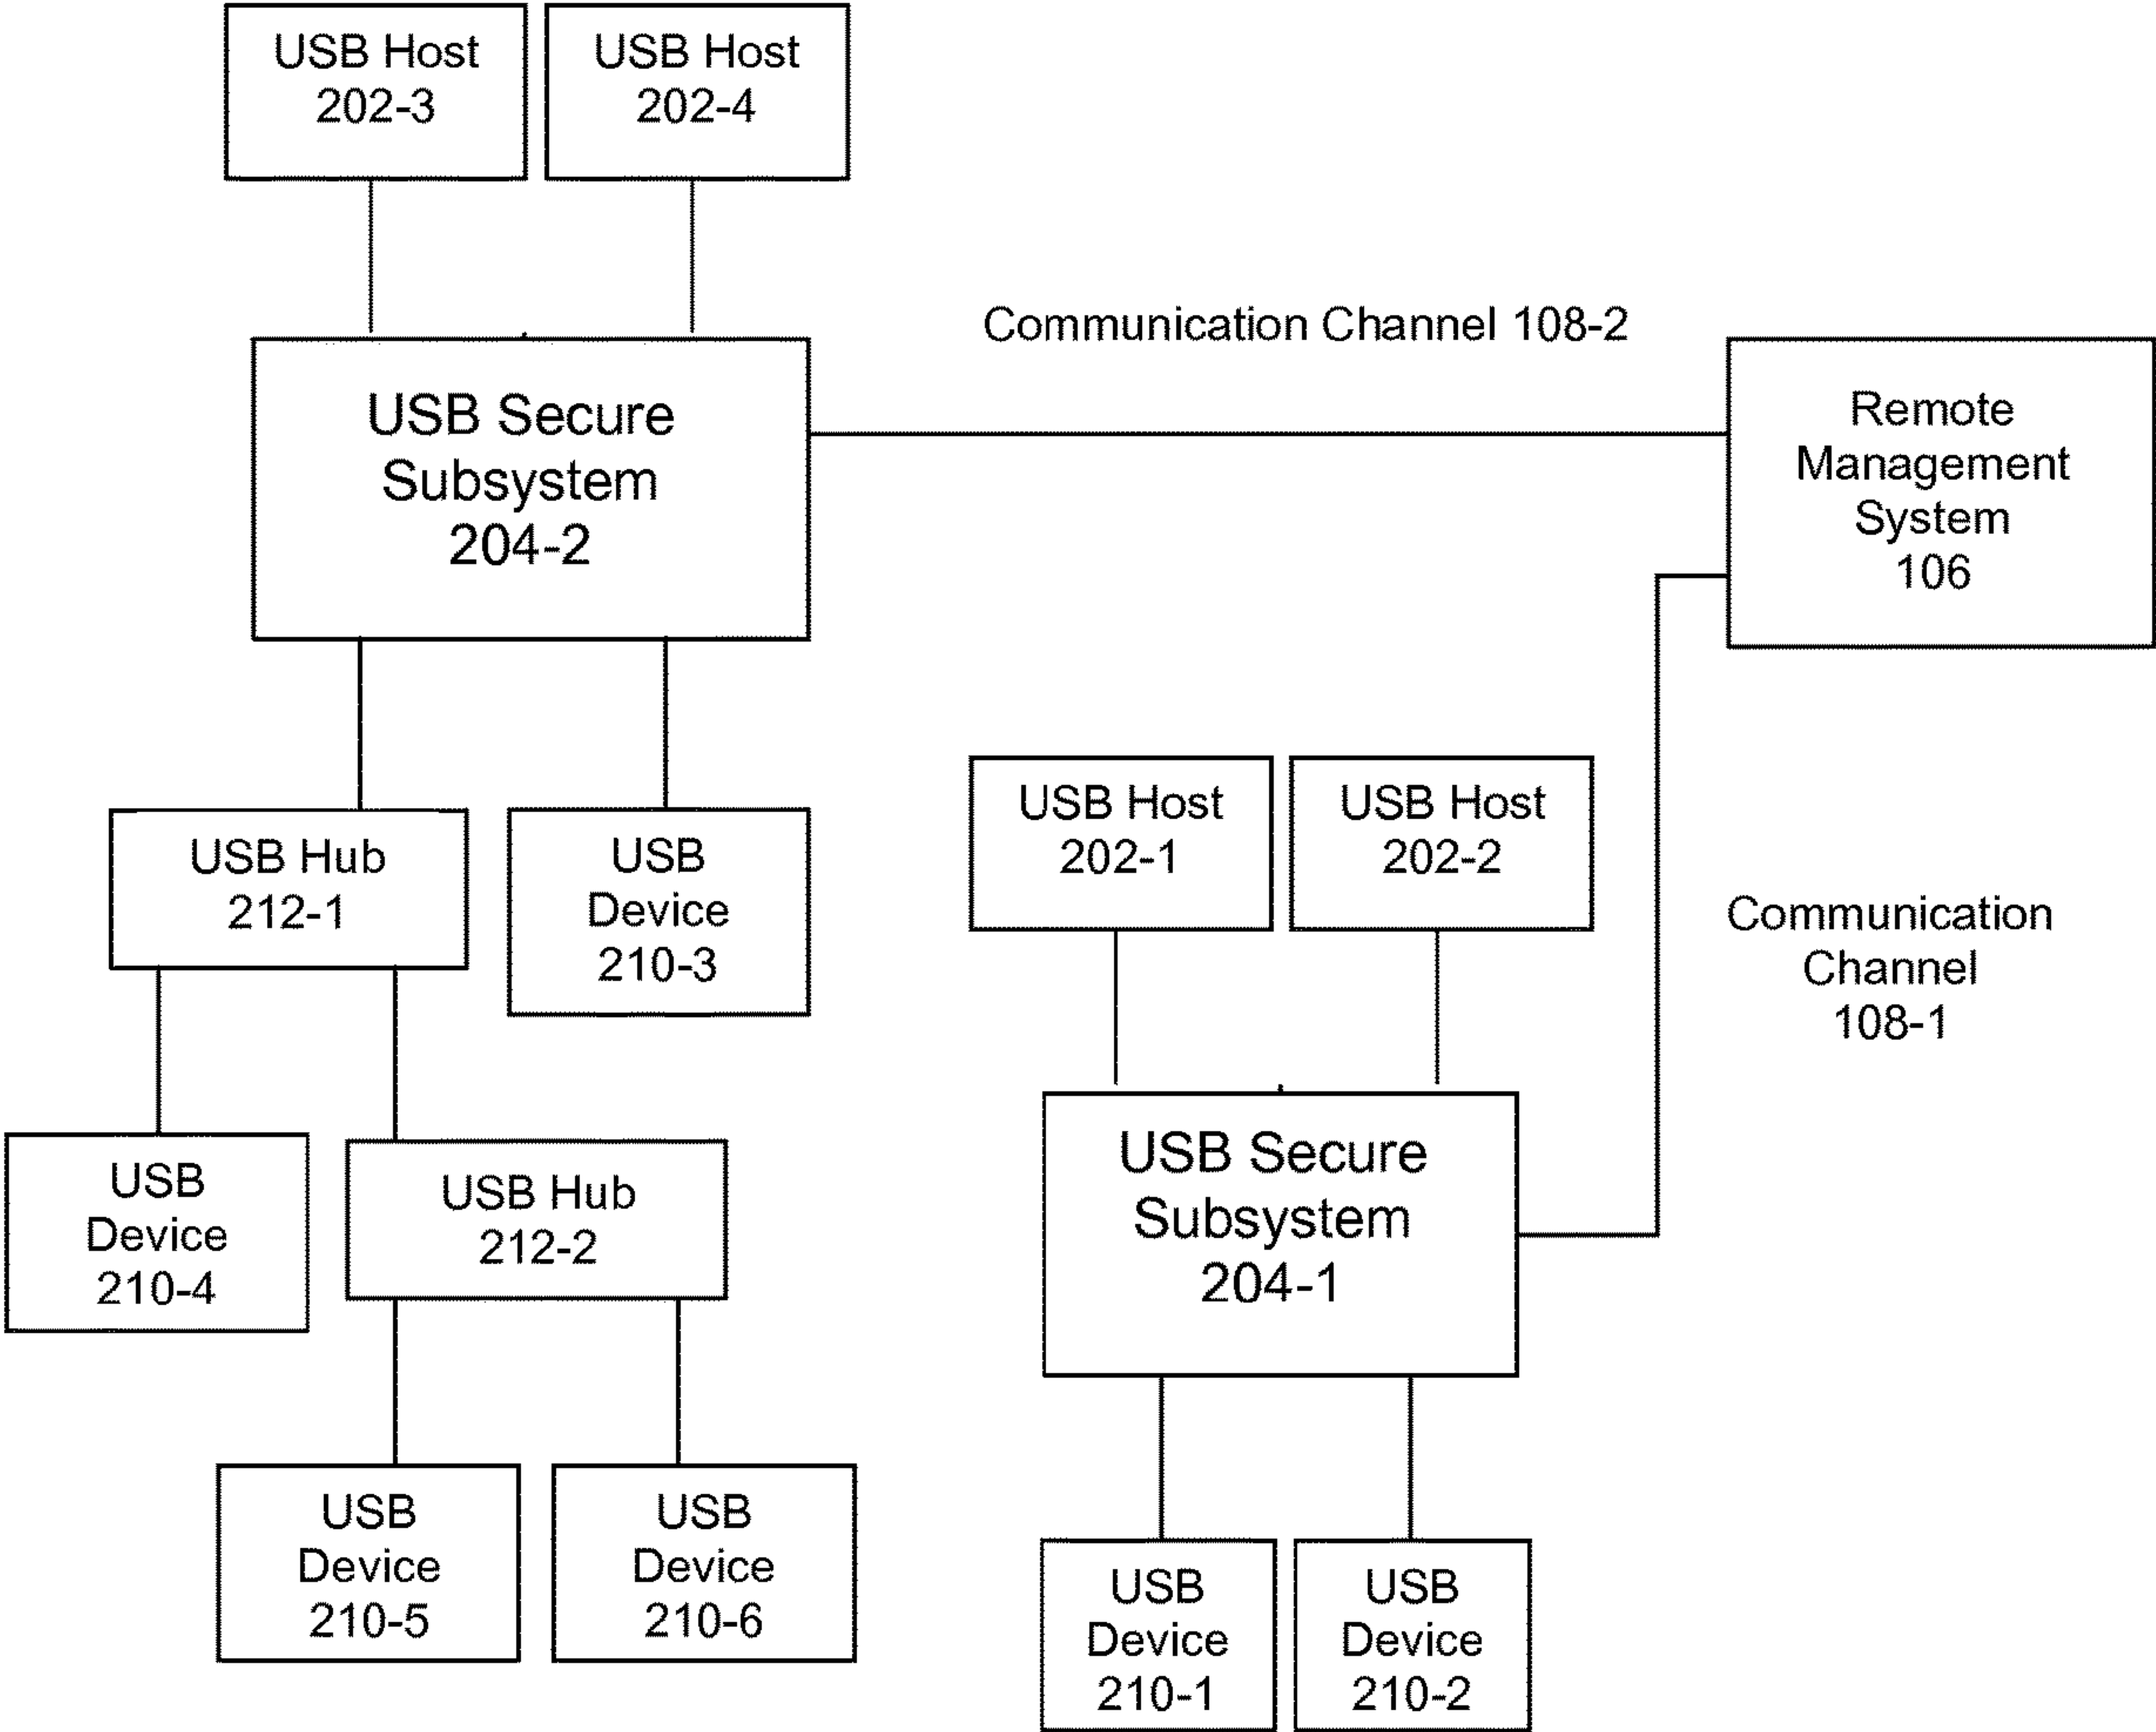 USB Host
202-3
USB Host
202-4
Communication Channel 108-2
USB Secure
Subsystem
204-2
Remote
Management
System
106
USB Hub
212-1
USB
Device
210-3
USB Host
202-1
USB Host
202-2
Communication
Channel
108-1
USB
Device
210-4
USB Hub
212-2
USB Secure
Subsystem
204-1
USB
Device
210-5
USB
Device
210-6
USB
Device
210-1
USB
Device
210-2